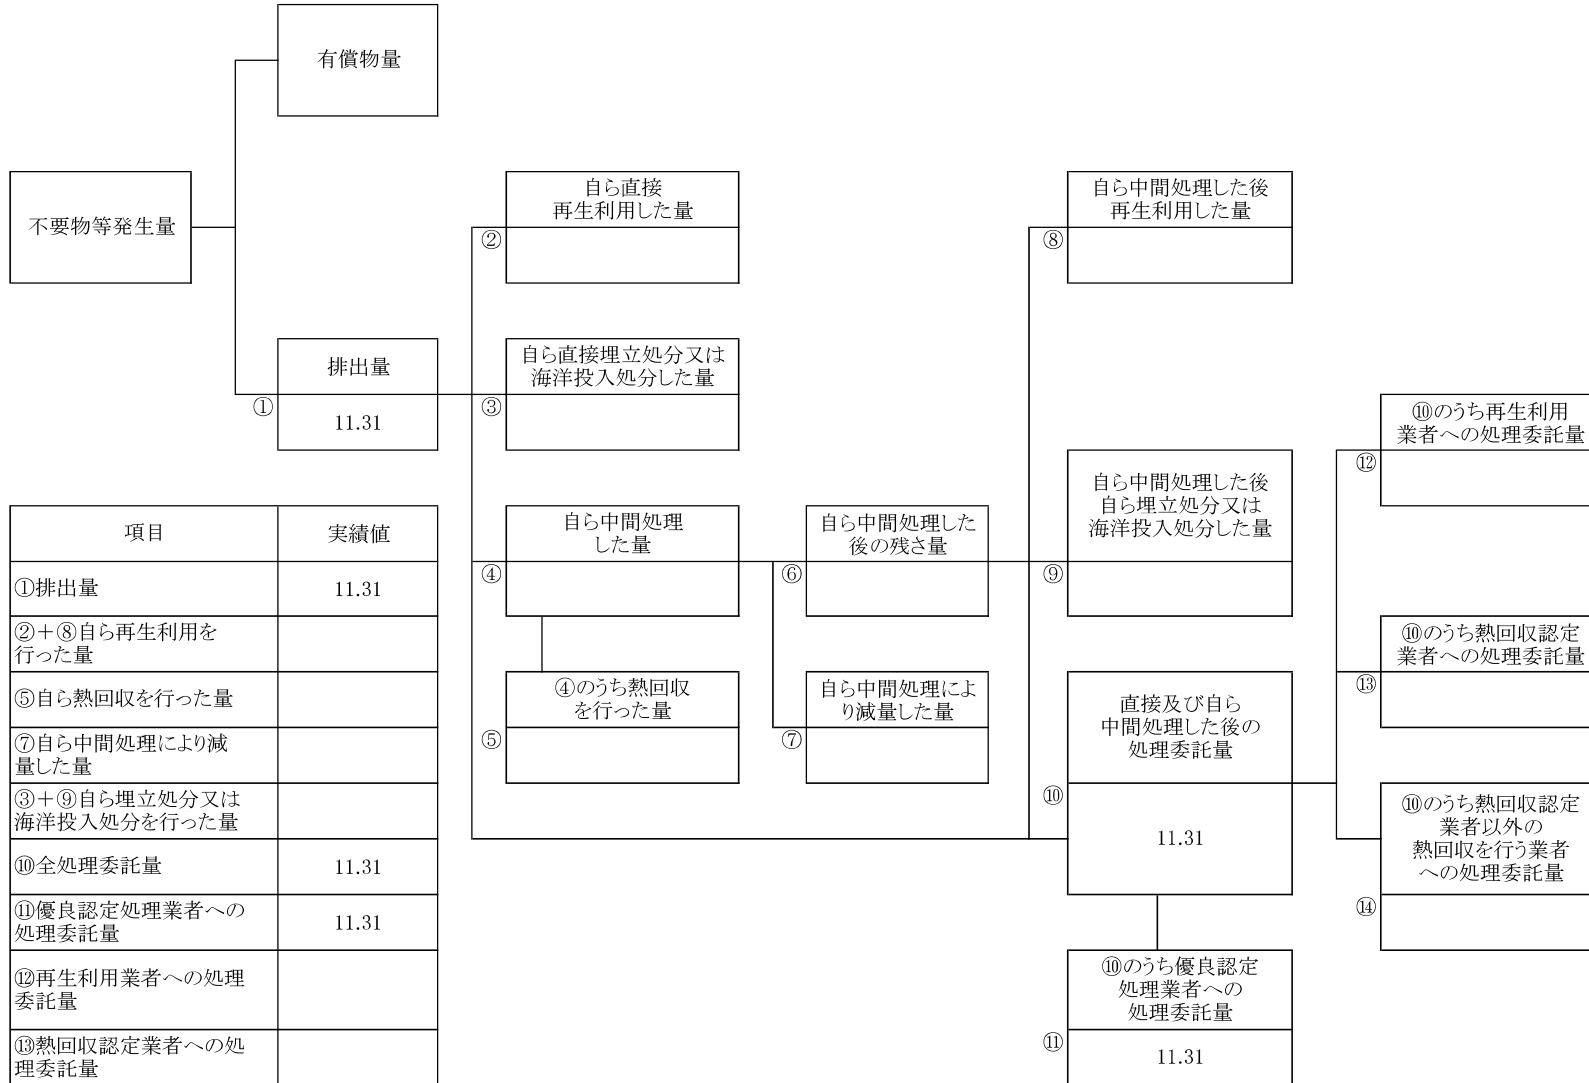 有償物量
不要物等発生量
自ら直接
再生利用した量
②
自ら中間処理した後
再生利用した量
⑧
排出量
①
11.31
自ら直接埋立処分又は
海洋投入処分した量
③
⑩のうち再生利用
業者への処理委託量
⑫
自ら中間処理した後
自ら埋立処分又は
海洋投入処分した量
⑨
自ら中間処理
した量
④
自ら中間処理した
後の残さ量
⑥
⑩のうち熱回収認定
業者への処理委託量
⑬
④のうち熱回収
を行った量
⑤
自ら中間処理によ
り減量した量
⑦
直接及び自ら
中間処理した後の
処理委託量
⑩
11.31
⑩のうち熱回収認定
業者以外の
熱回収を行う業者
への処理委託量
⑭
⑩のうち優良認定
処理業者への
処理委託量
⑪
11.31
項目 実績値
①排出量 11.31
②+⑧自ら再生利用を
行った量
⑤自ら熱回収を行った量
⑦自ら中間処理により減
量した量
③+⑨自ら埋立処分又は
海洋投入処分を行った量
⑩全処理委託量 11.31
⑪優良認定処理業者への
処理委託量 11.31
⑫再生利用業者への処理
委託量
⑬熱回収認定業者への処
理委託量